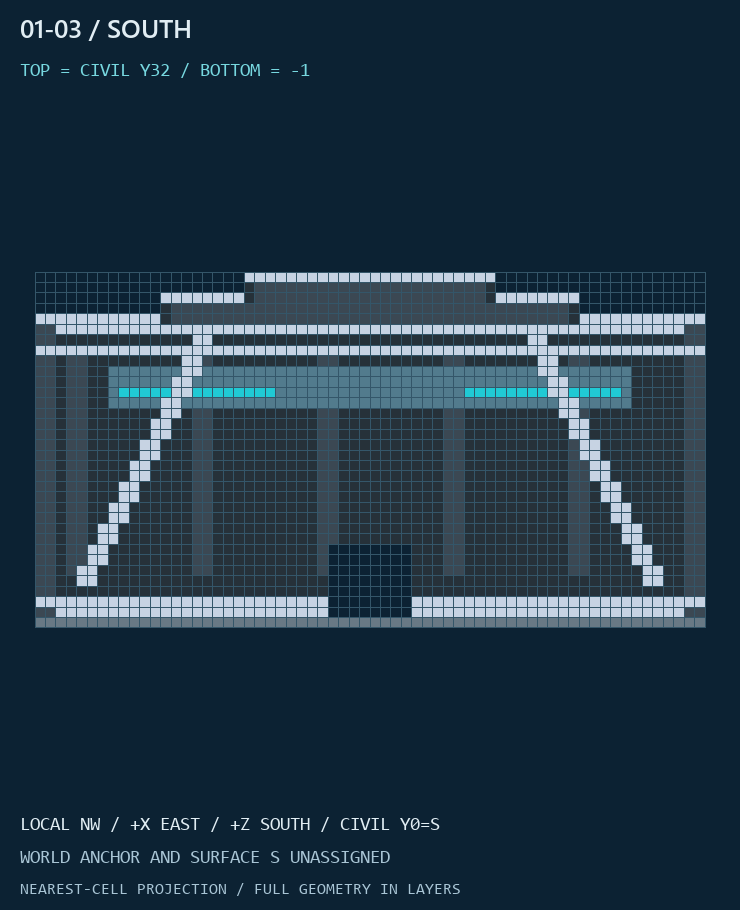 01-03 / SOUTH
TOP = CIVIL Y32 / BOTTOM = -1
LOCAL NW / +X EAST / +Z SOUTH / CIVIL Y0=S
WORLD ANCHOR AND SURFACE S UNASSIGNED
NEAREST-CELL PROJECTION / FULL GEOMETRY IN LAYERS